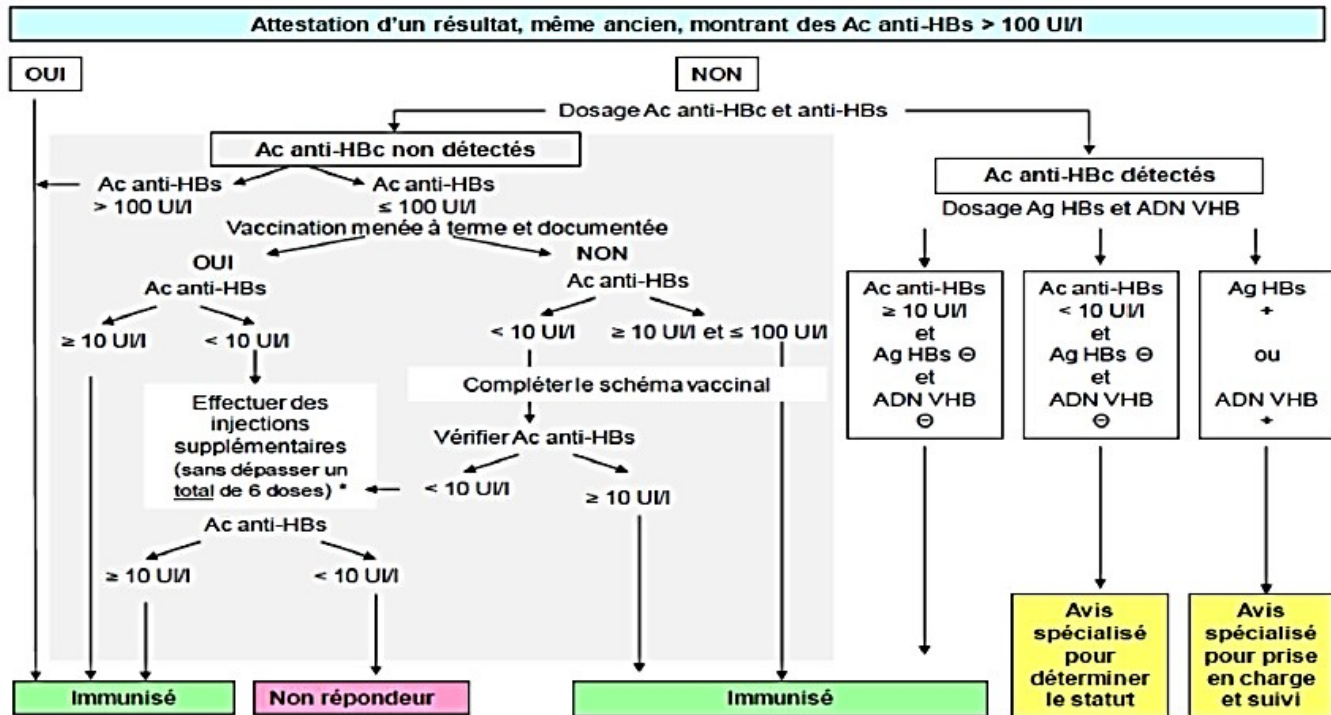 Attestation d'un résultat, même ancien, montrant des Ac anti-HBs > 100 UI/l
OUI
NON
Dosage Ac anti-HBc et anti-HBs
Ac anti-HBc non détectés
Ac anti-HBs
> 100 UI/l
Ac anti-HBs
≤ 100 UI/l
Vaccination menée à terme et documentée
OUI
Ac anti-HBs
≥ 10 UI/l
< 10 UI/l
Effectuer des
injections
supplémentaires
(sans dépasser un
total de 6 doses) *
NON
Ac anti-HBs
< 10 UI/l
≥ 10 UI/l et ≤ 100 UI/l
Compléter le schéma vaccinal
Vérifier Ac anti-HBs
< 10 UI/l
≥ 10 UI/l
Ac anti-HBs
≥ 10 UI/l
< 10 UI/l
Ac anti-HBc détectés
Dosage Ag HBs et ADN VHB
Ac anti-HBs
≥ 10 UI/l
et
Ag HBs ⊖
et
ADN VHB
⊖
Ac anti-HBs
< 10 UI/l
et
Ag HBs ⊖
et
ADN VHB
⊖
Ag HBs
+
ou
ADN VHB
+
Immunisé
Non répondeur
Immunisé
Avis
spécialisé
pour
déterminer
le statut
Avis
spécialisé
pour prise
en charge
et suivi